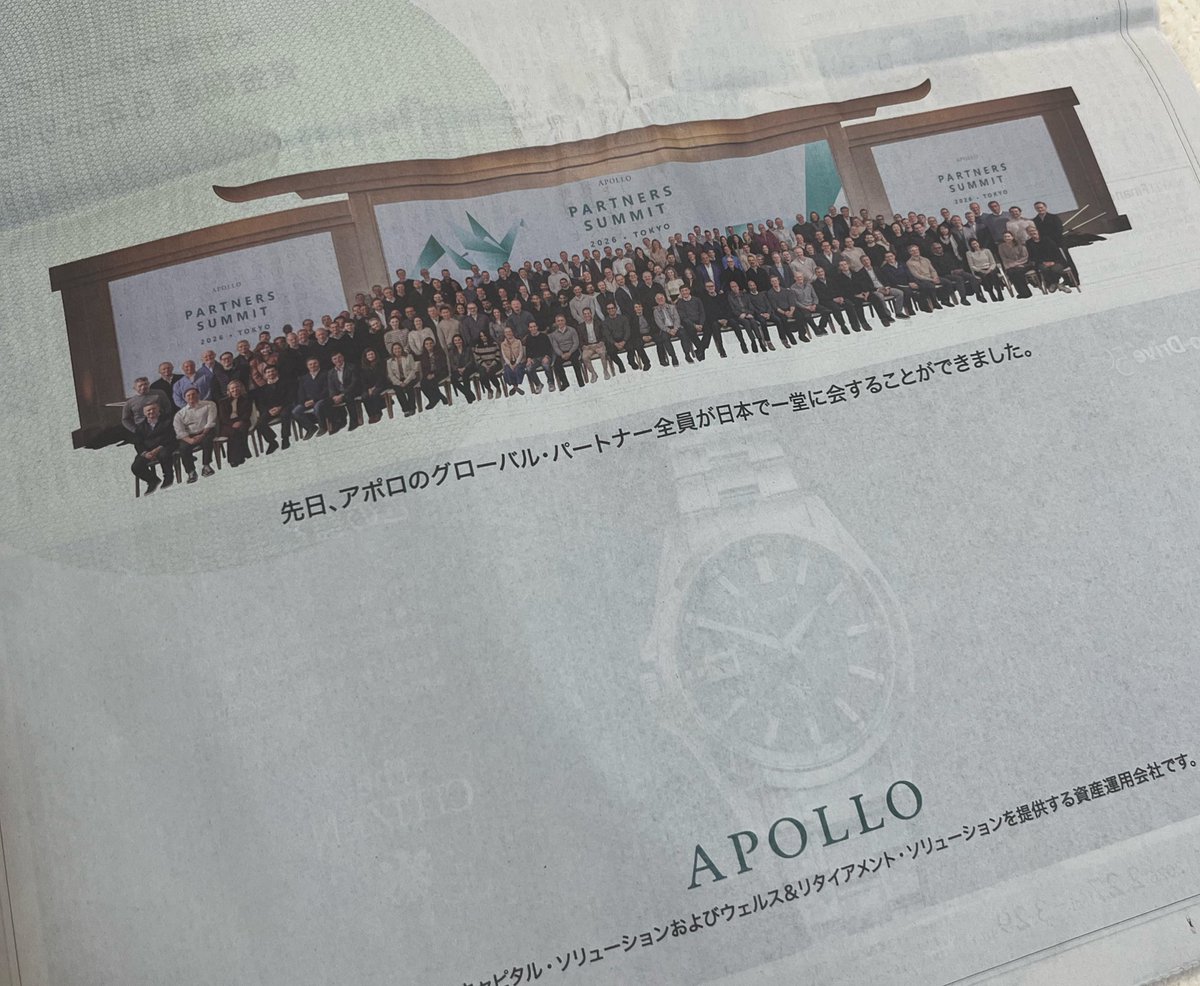 APOLLO
PARTNERS
SUMMIT
2026 • TOKYO
APOLLO
PARTNERS
SUMMIT
2026 • TOKYO
APOLLO
PARTNERS
SUMMIT
2026 • TOKYO
先日、アポロのグローバル・パートナー全員が日本で一堂に会することができました。
APOLLO
キャピタル・ソリューションおよびウェルス&リタイアメント・ソリューションを提供する資産運用会社です。